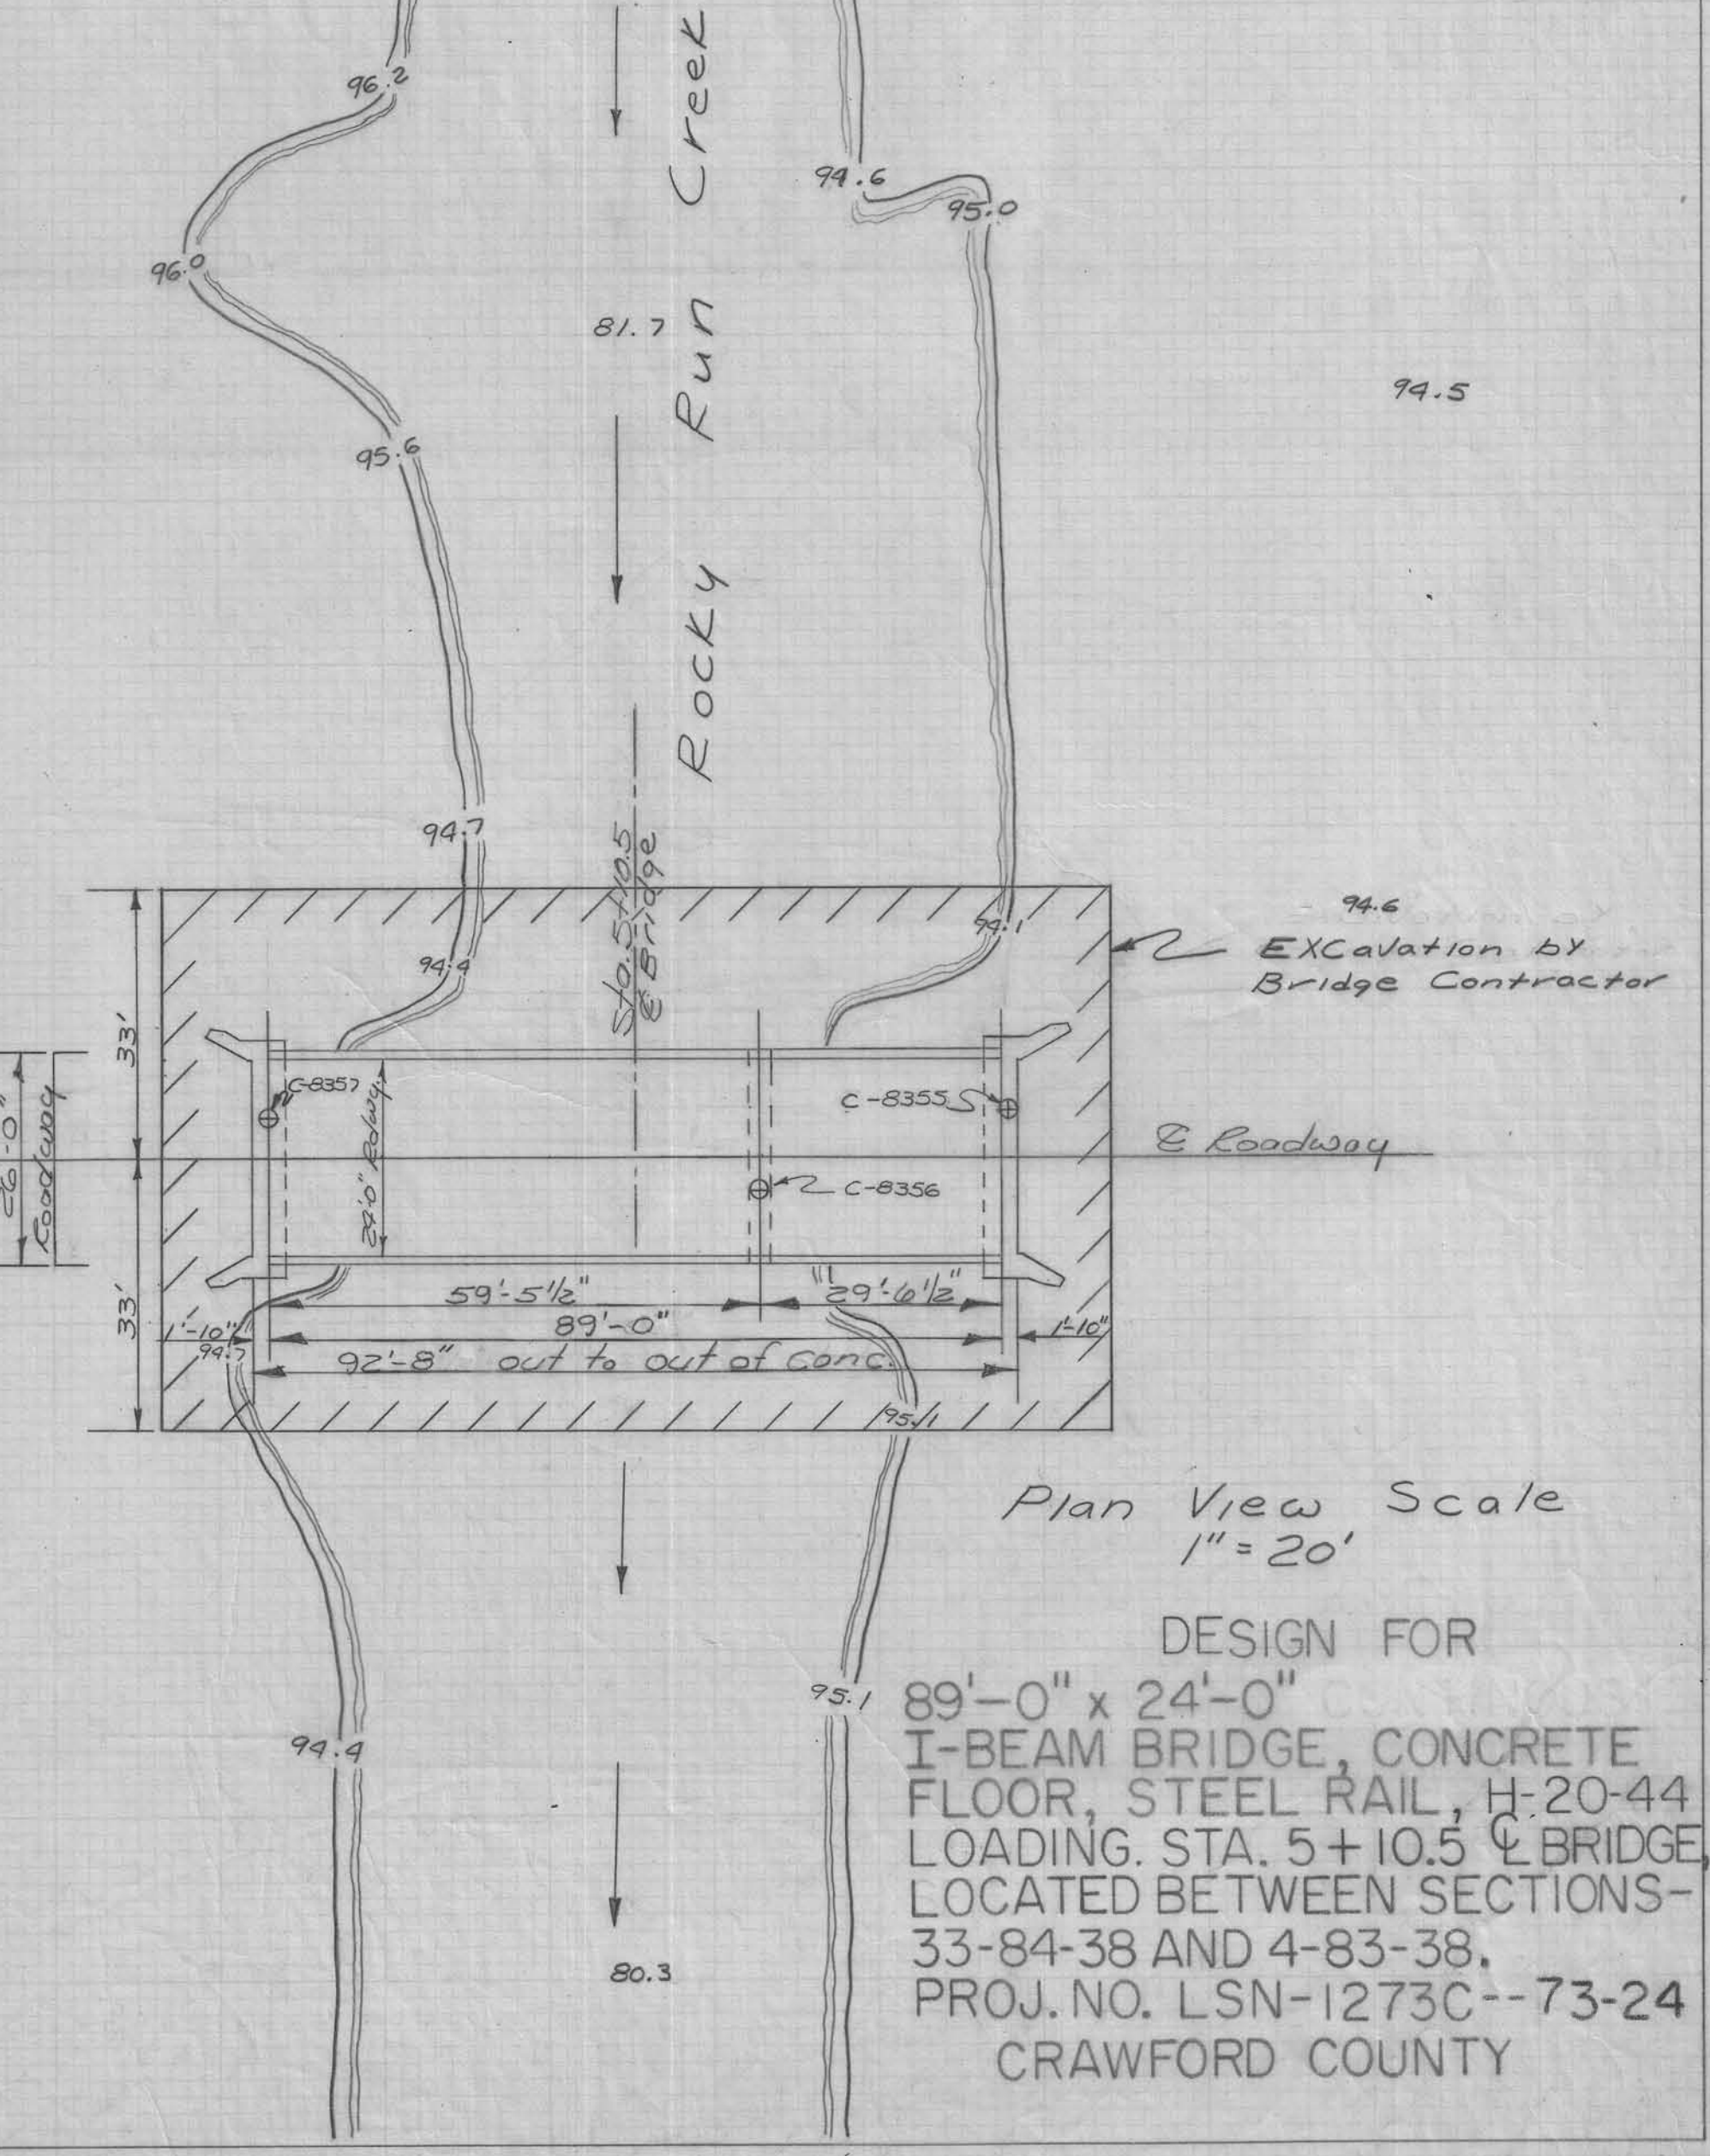 96.2
Rocky Run Creek
94.6
95.0
96.0
81.7
94.5
95.6
94.7
Sta. 5+10.5
℄ Bridge
94.6
Excavation by
Bridge Contractor
94.1
94.4
33'
26'-0"
Roadway
C-8357
24'-0" Rdwy.
C-8355
℄ Roadway
C-8356
33'
59'-5 1/2"
29'-6 1/2"
1'-10"
89'-0"
1'-10"
94.7
92'-8" out to out of conc.
95.1
Plan View Scale
1" = 20'
DESIGN FOR
95.1
89'-0" x 24'-0"
I-BEAM BRIDGE, CONCRETE
94.4
FLOOR, STEEL RAIL, H-20-44
LOADING. STA. 5+10.5 ℄ BRIDGE,
LOCATED BETWEEN SECTIONS-
33-84-38 AND 4-83-38.
80.3
PROJ. NO. LSN-1273C--73-24
CRAWFORD COUNTY